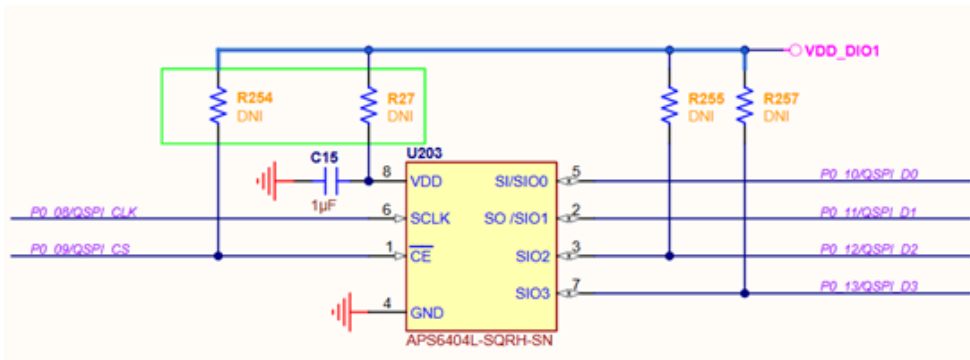 VDD_DIO1
R254
DNI
R27
DNI
R255
DNI
R257
DNI
C15
1µF
U203
8
VDD
SI/SIO0
5
P0_10/QSPI_D0
P0_08/QSPI_CLK
6
SCLK
SO /SIO1
2
P0_11/QSPI_D1
P0_09/QSPI_CS
1
CE
SIO2
3
P0_12/QSPI_D2
SIO3
7
P0_13/QSPI_D3
4
GND
APS6404L-SQRH-SN